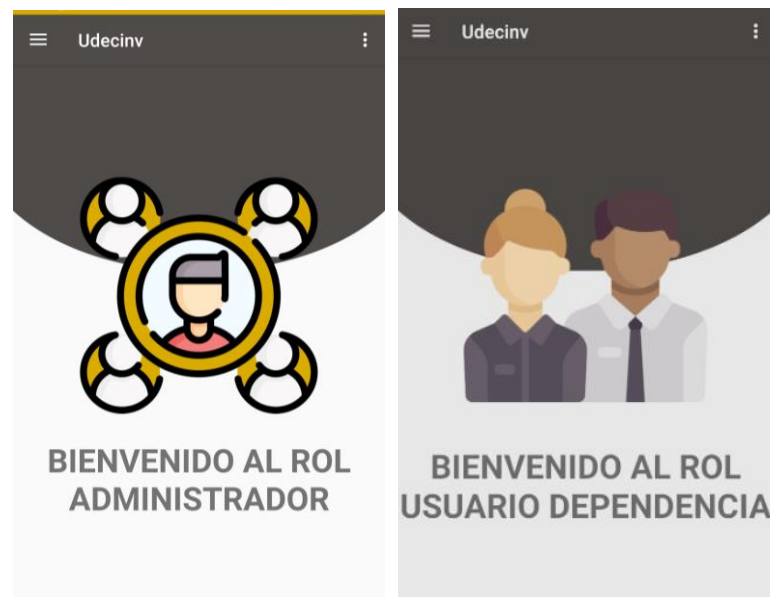 Udecinv
BIENVENIDO AL ROL
ADMINISTRADOR
Udecinv
BIENVENIDO AL ROL
USUARIO DEPENDENCIA